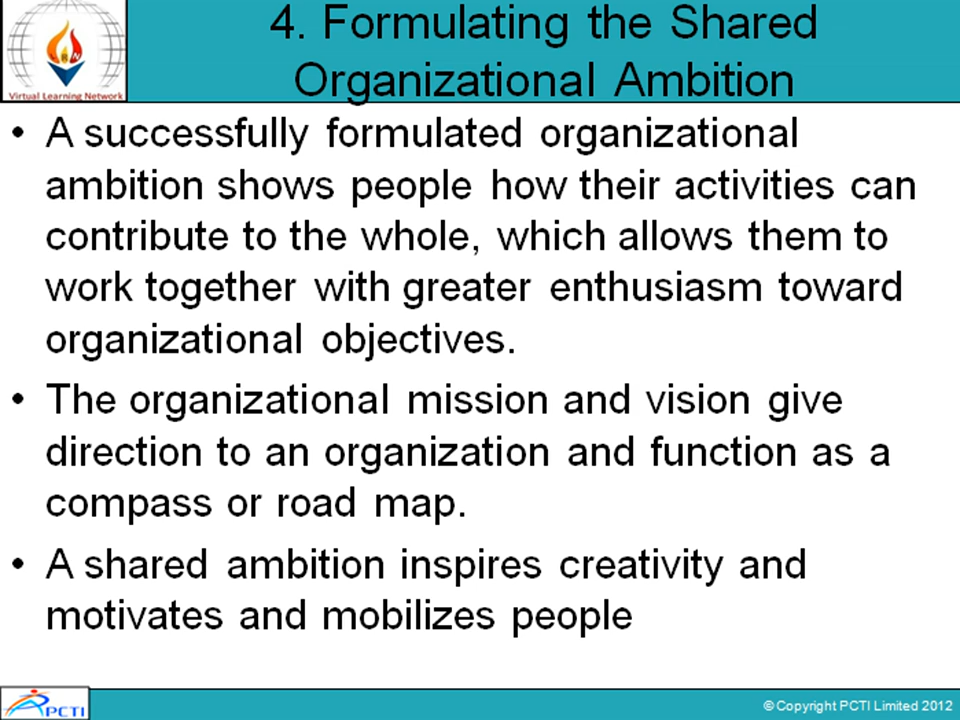 4. Formulating the Shared
Organizational Ambition
Virtual Learning Network
• A successfully formulated organizational
ambition shows people how their activities can
contribute to the whole, which allows them to
work together with greater enthusiasm toward
organizational objectives.
• The organizational mission and vision give
direction to an organization and function as a
compass or road map.
• A shared ambition inspires creativity and
motivates and mobilizes people
PCTI
© Copyright PCTI Limited 2012